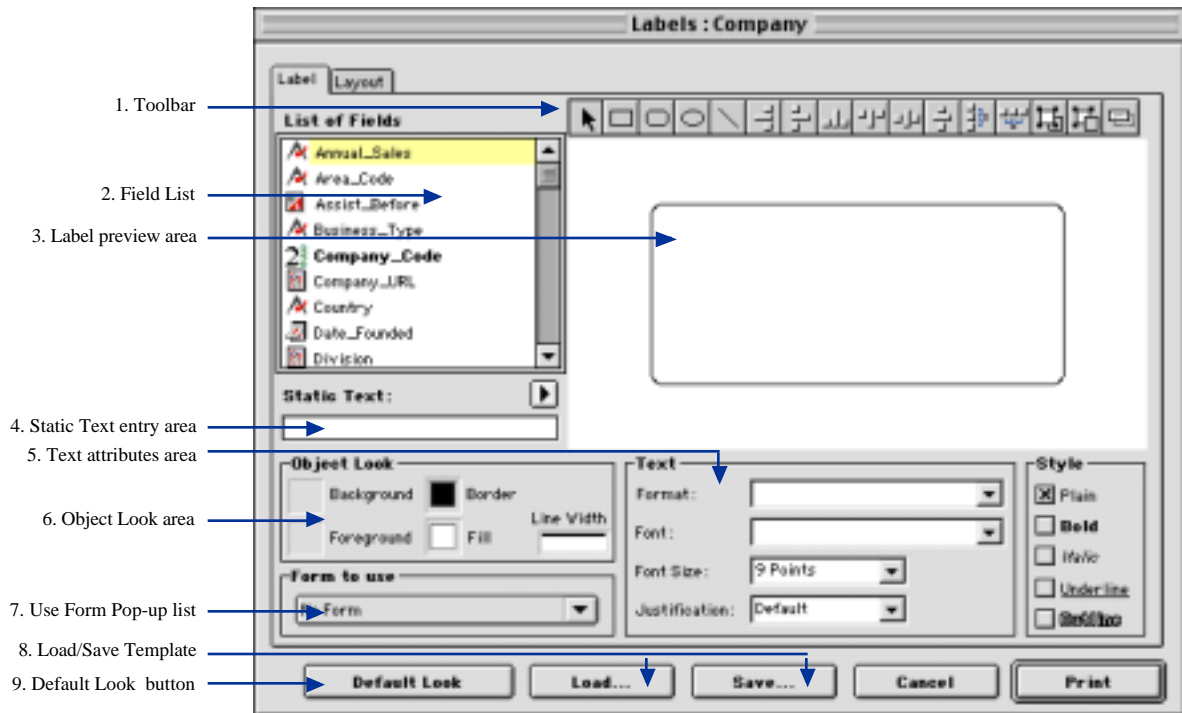 Labels : Company
Label
Layout
1. Toolbar
List of Fields
Annual_Sales
Area_Code
2. Field List
Assist_Before
3. Label preview area
Business_Type
Company_Code
Company_URL
Country
Date_Founded
Division
Static Text:
4. Static Text entry area
5. Text attributes area
Object Look
Background
Border
6. Object Look area
Foreground
Fill
Line Width
Text
Format:
Font:
Font Size:
9 Points
Justification:
Default
Style
Plain
Bold
Italic
Underline
Outline
Form to use
7. Use Form Pop-up list
No Form
8. Load/Save Template
9. Default Look button
Default Look
Load...
Save...
Cancel
Print